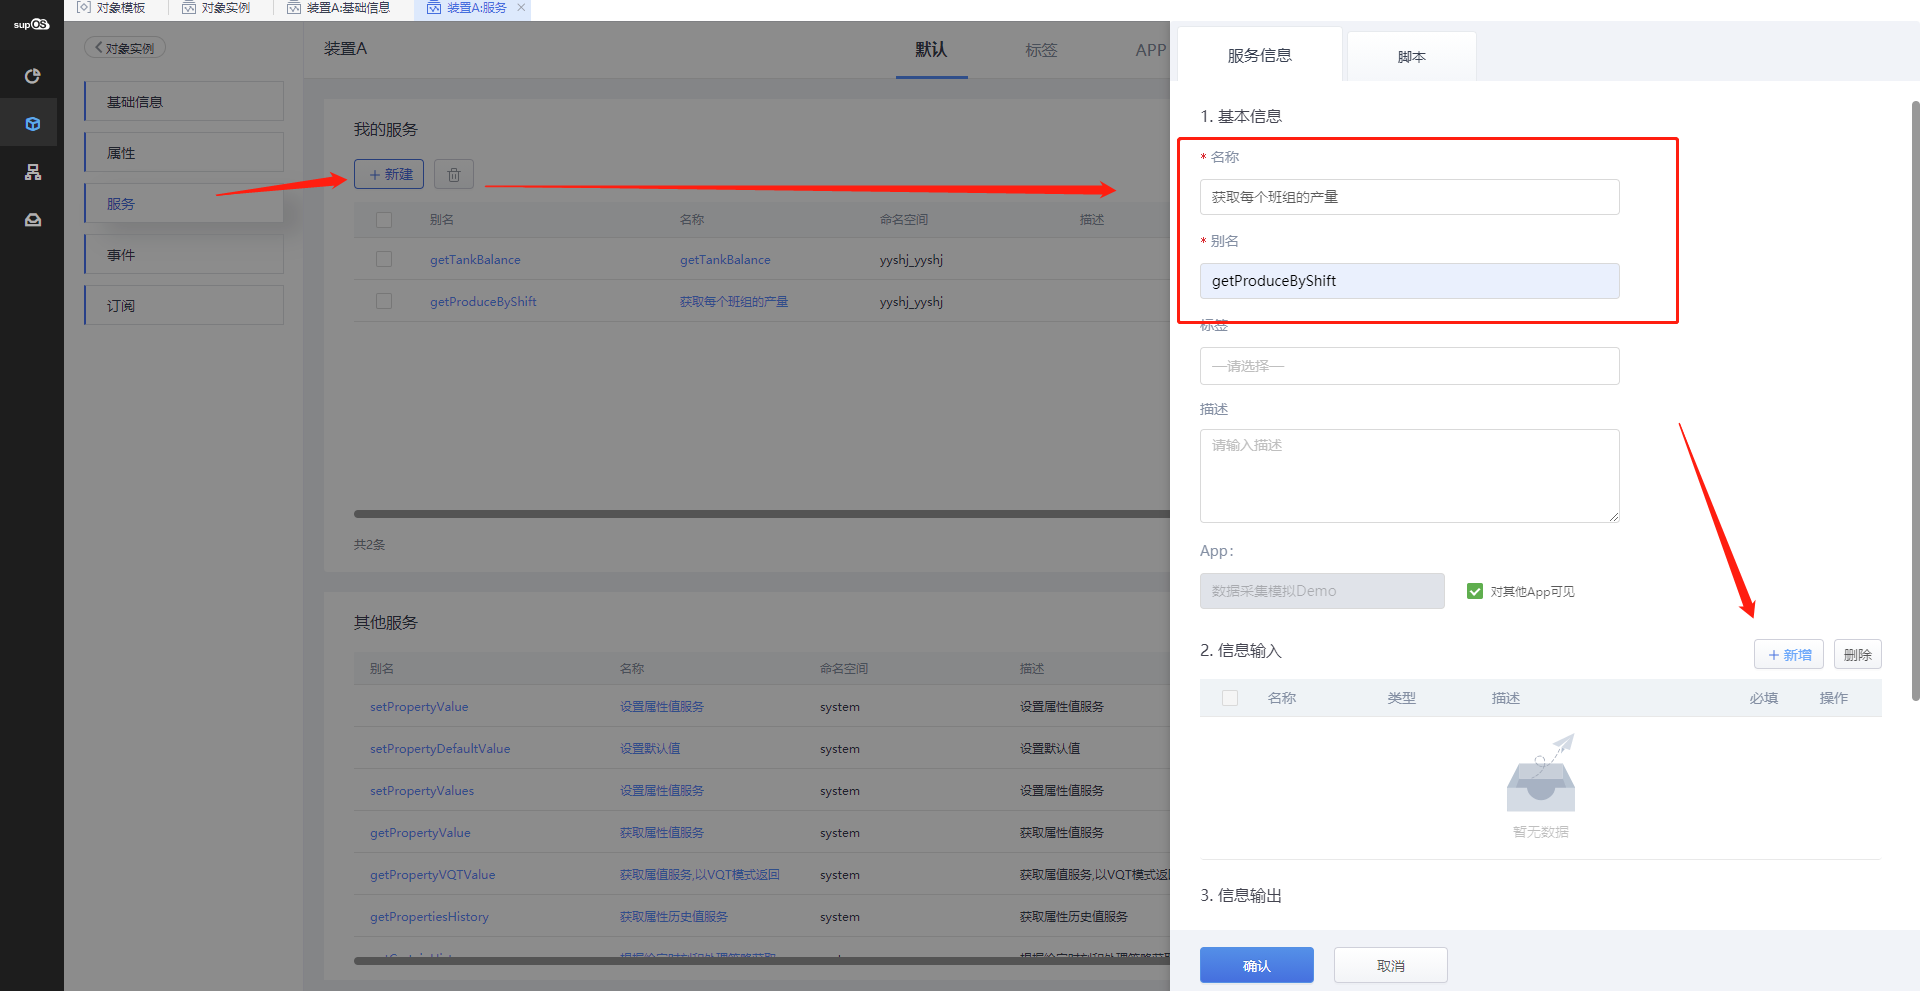 supOS
对象模板
对象实例
装置A:基础信息
装置A:服务
对象实例
基础信息
属性
服务
事件
订阅
装置A
默认
标签
APP
我的服务
新建
别名 名称 命名空间 描述
getTankBalance getTankBalance yyshj_yyshj
getProduceByShift 获取每个班组的产量 yyshj_yyshj
共2条
其他服务
别名 名称 命名空间 描述
setPropertyValue 设置属性值服务 system 设置属性值服务
setPropertyDefaultValue 设置默认值 system 设置默认值
setPropertyValues 设置属性值服务 system 设置属性值服务
getPropertyValue 获取属性值服务 system 获取属性值服务
getPropertyVQTValue 获取属值服务,以VQT模式返回 system 获取属值服务,以VQT模式返
getPropertiesHistory 获取属性历史值服务 system 获取属性历史值服务
服务信息
脚本
1. 基本信息
* 名称
获取每个班组的产量
* 别名
getProduceByShift
标签
—请选择—
描述
请输入描述
App:
数据采集模拟Demo
对其他App可见
2. 信息输入
新增
删除
名称 类型 描述 必填 操作
暂无数据
3. 信息输出
确认
取消